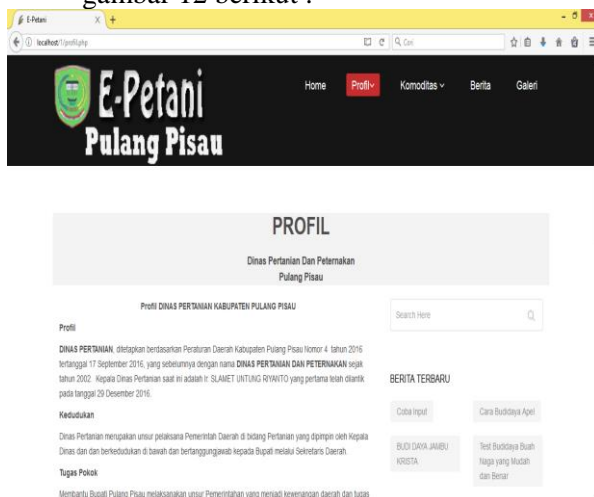 gambar 12 berikut :
E-Petani
localhost/1/profil.php
Cari
E-Petani
Pulang Pisau
Home Profil Komoditas Berita Galeri
PROFIL
Dinas Pertanian Dan Peternakan
Pulang Pisau
Profil DINAS PERTANIAN KABUPATEN PULANG PISAU
Profil
DINAS PERTANIAN, ditetapkan berdasarkan Peraturan Daerah Kabupaten Pulang Pisau Nomor 4 tahun 2016
tertanggal 17 September 2016, yang sebelumnya dengan nama DINAS PERTANIAN DAN PETERNAKAN sejak
tahun 2002. Kepala Dinas Pertanian saat ini adalah Ir. SLAMET UNTUNG RIYANTO yang pertama telah dilantik
pada tanggal 29 Desember 2016.
Kedudukan
Dinas Pertanian merupakan unsur pelaksana Pemerintah Daerah di bidang Pertanian yang dipimpin oleh Kepala
Dinas dan dan berkedudukan di bawah dan bertanggungjawab kepada Bupati melalui Sekretaris Daerah.
Tugas Pokok
Membantu Bupati Pulang Pisau melaksanakan unsur Pemerintahan yang menjadi kewenangan daerah dan tugas
Search Here
BERITA TERBARU
Coba Input
Cara Budidaya Apel
BUDI DAYA JAMBU
KRISTA
Test Budidaya Buah
Naga yang Mudah
dan Benar